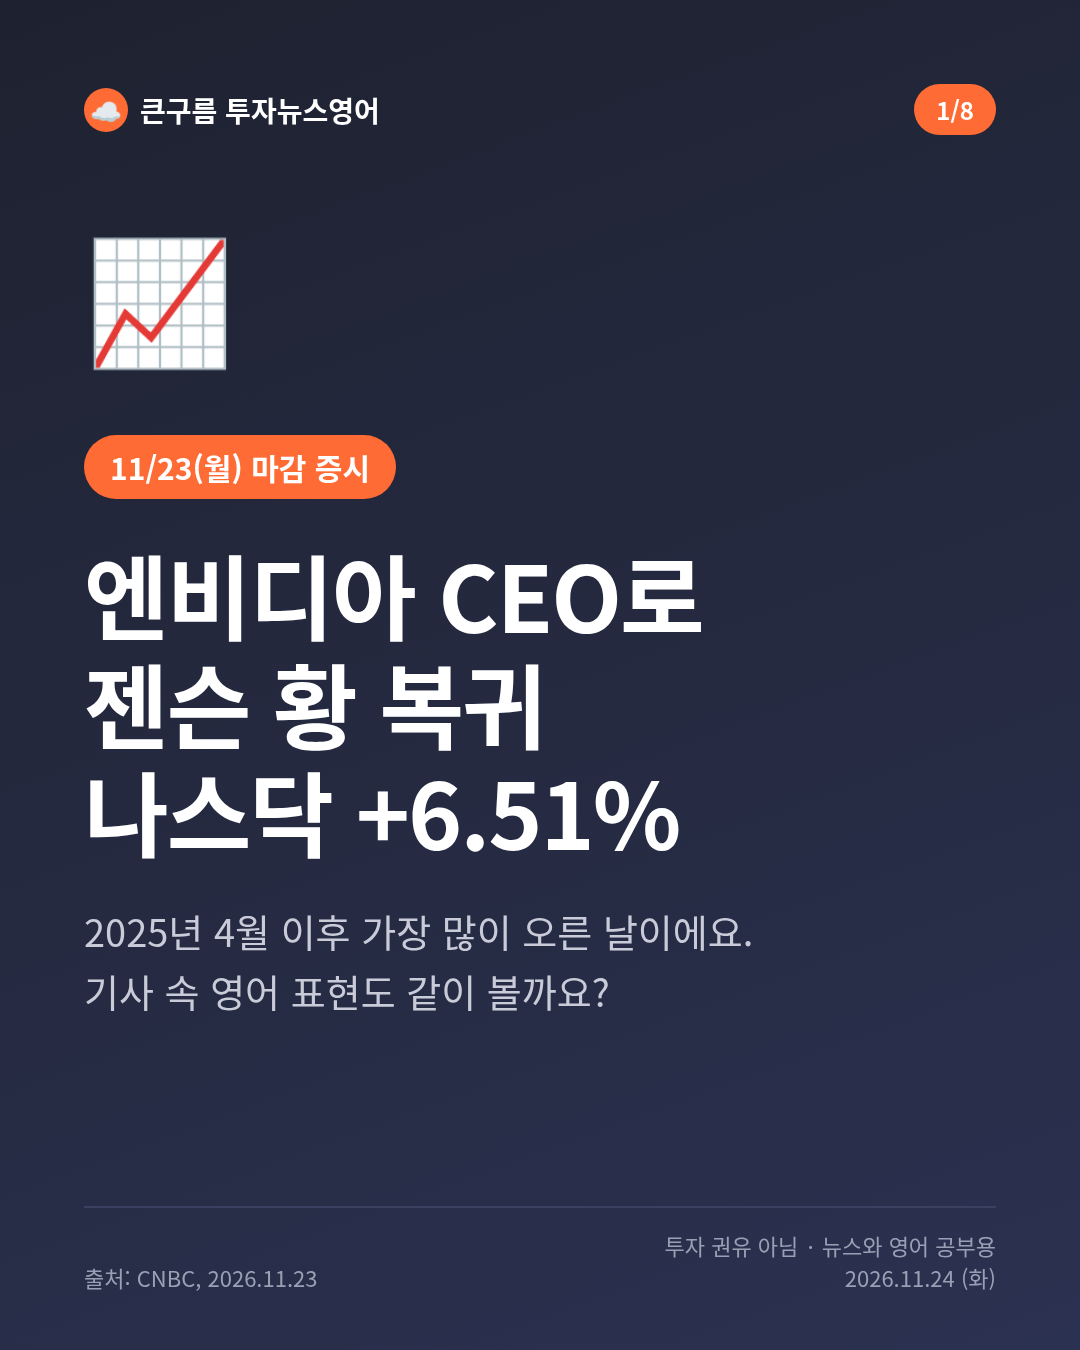 큰구름 투자뉴스영어
1/8
11/23(월) 마감 증시
엔비디아 CEO로
젠슨 황 복귀
나스닥 +6.51%
2025년 4월 이후 가장 많이 오른 날이에요.
기사 속 영어 표현도 같이 볼까요?
투자 권유 아님 · 뉴스와 영어 공부용
출처: CNBC, 2026.11.23
2026.11.24 (화)